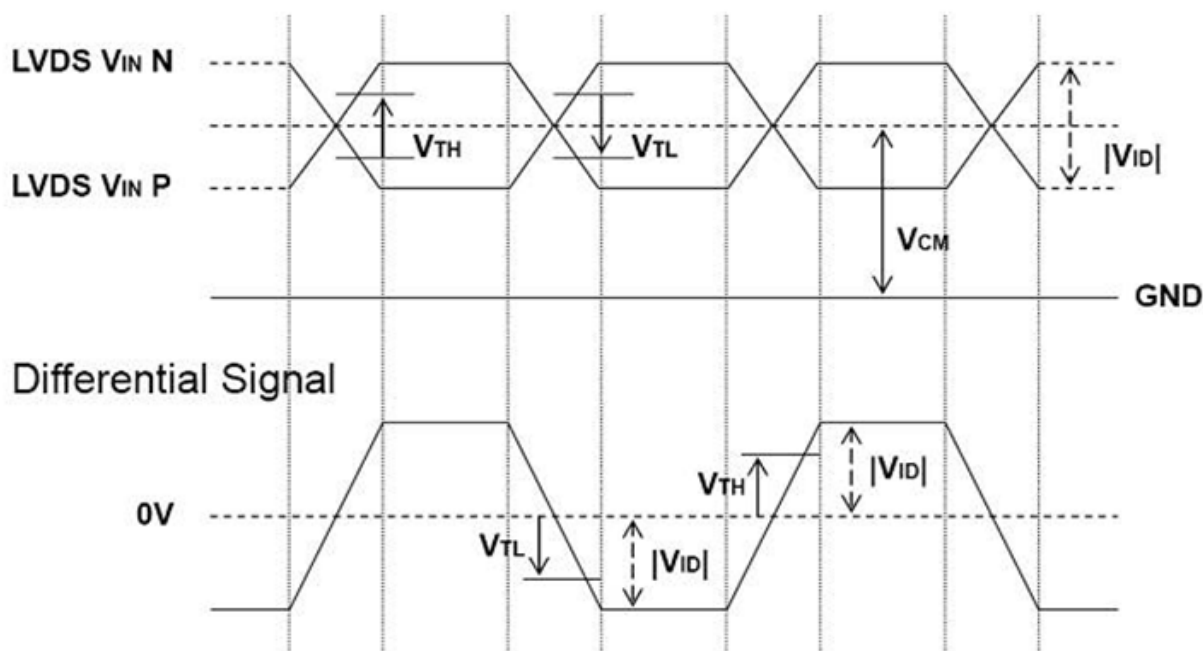 LVDS VIN N
VTH
VTL
|VID|
LVDS VIN P
VCM
GND
Differential Signal
|VID|
VTH
0V
VTL
|VID|